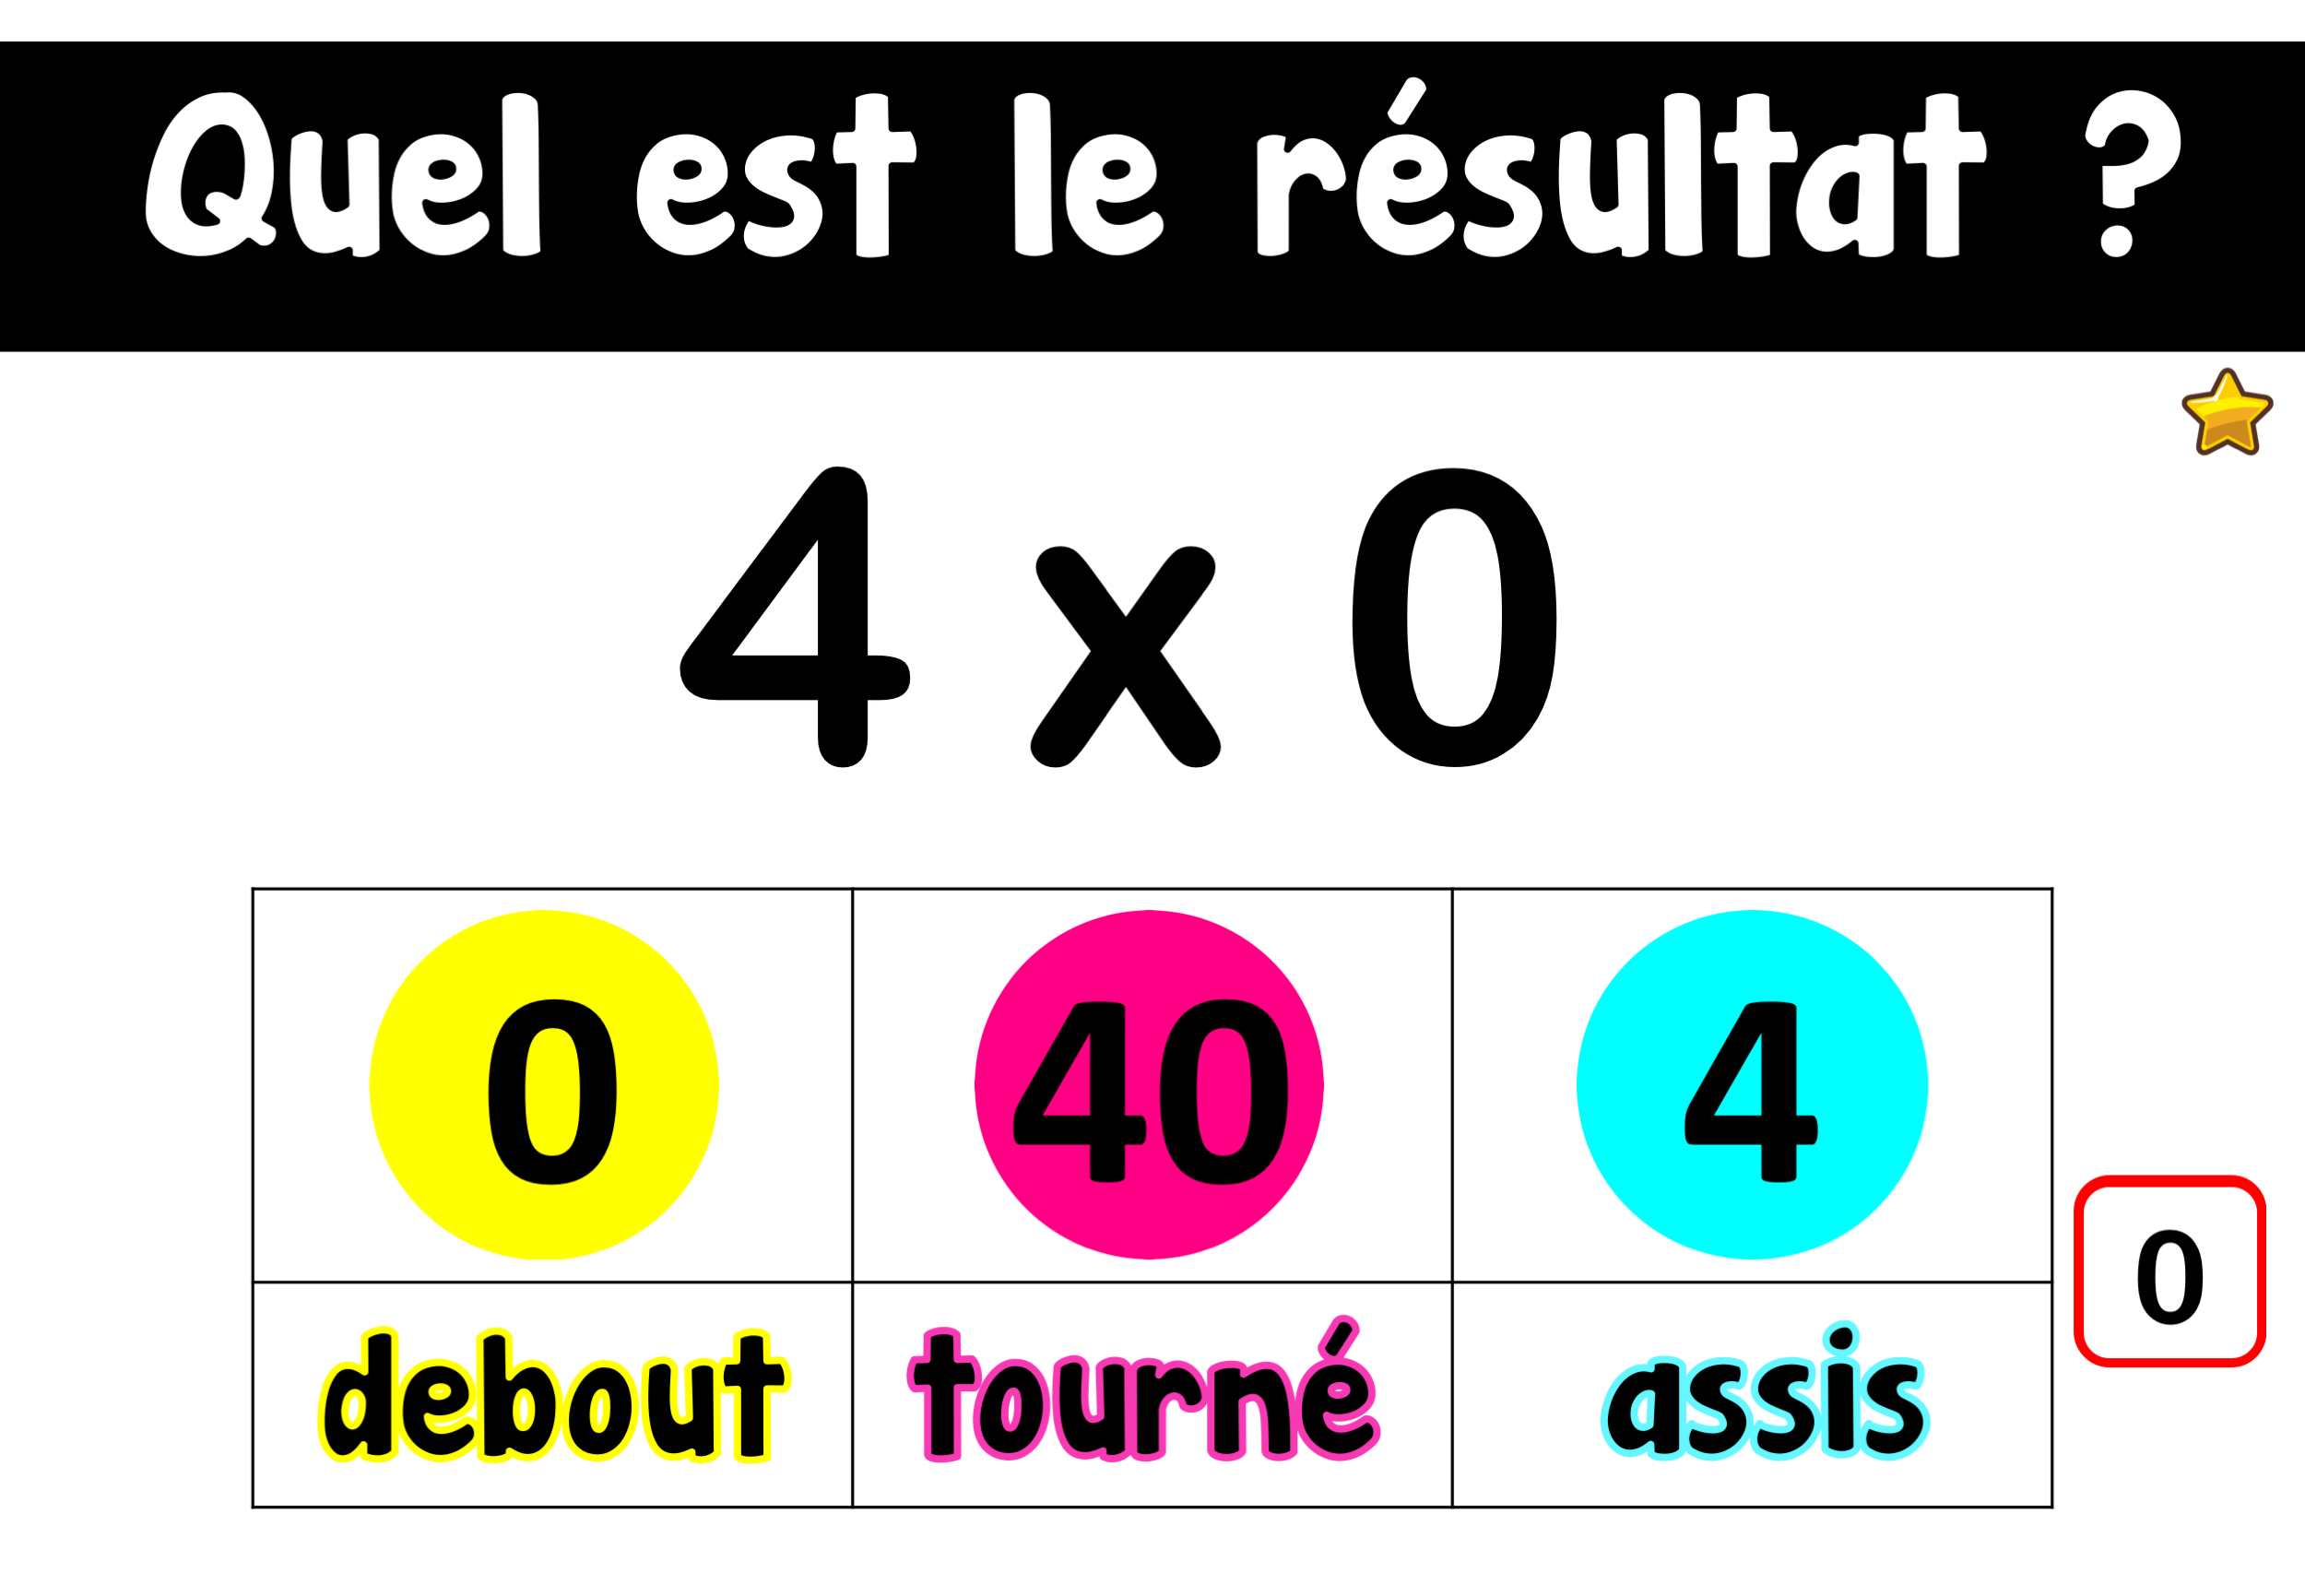 Quel est le résultat ?
4 x 0
0 40 4
0
debout tourné assis